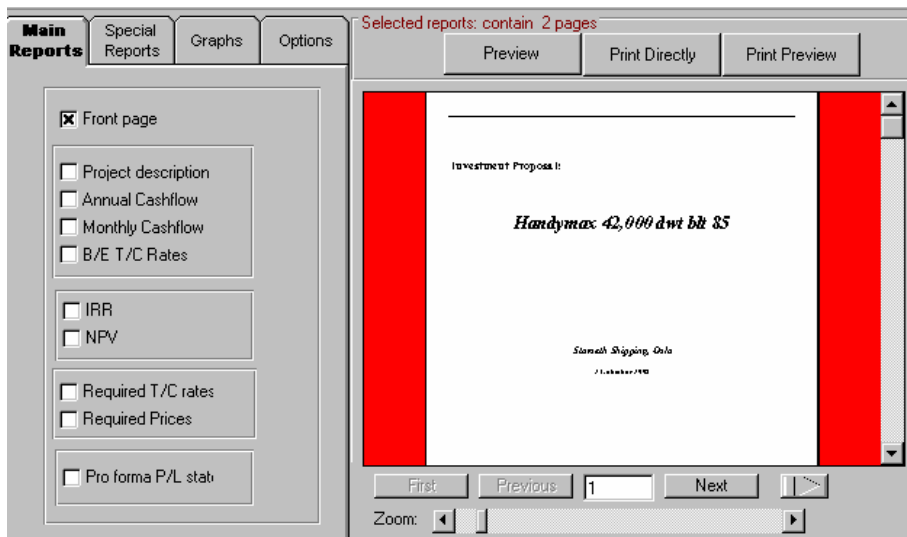 Main Reports
Special Reports
Graphs
Options
Selected reports: contain 2 pages
Preview
Print Directly
Print Preview
Front page
Project description
Annual Cashflow
Monthly Cashflow
B/E T/C Rates
IRR
NPV
Required T/C rates
Required Prices
Pro forma P/L stat
Investment Proposal:
Handymax 42,000 dwt blt 85
Shipping, Oslo
First
Previous
1
Next
Zoom: